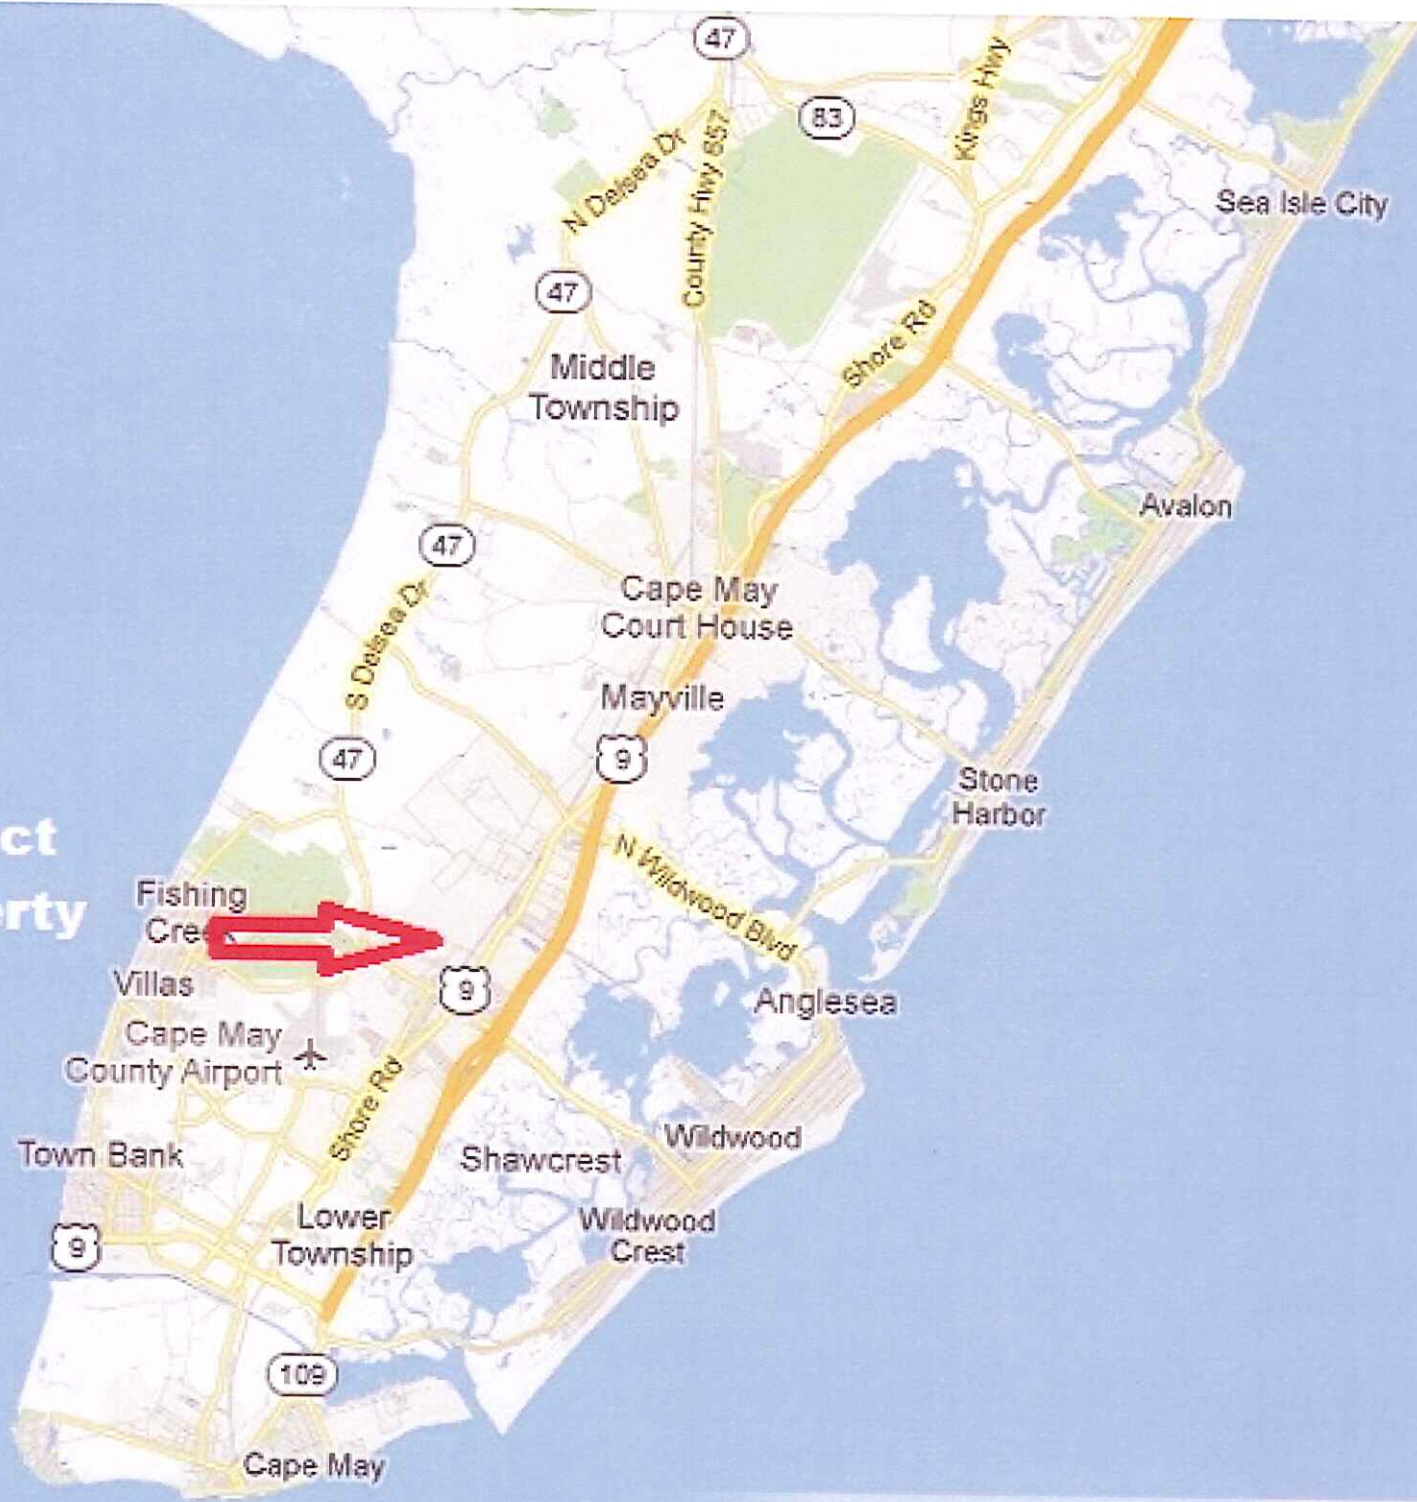 47
83
Kings Hwy
N Delsea Dr
County Hwy 657
Sea Isle City
47
Shore Rd
Middle
Township
Avalon
47
Cape May
Court House
S Delsea Dr
Mayville
47
9
Stone
Harbor
ct
erty
N Wildwood Blvd
Fishing
Creek
Villas
9
Anglesea
Cape May
County Airport
Shore Rd
Wildwood
Town Bank
Shawcrest
Lower
Township
Wildwood
Crest
9
109
Cape May